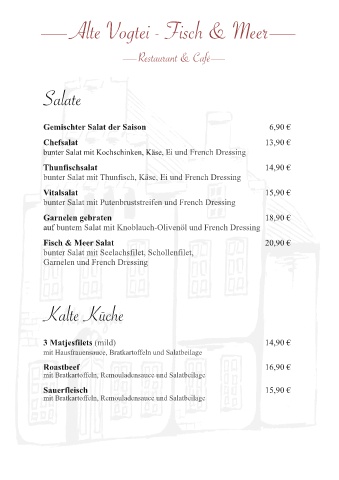 Alte Vogtei - Fisch & Meer
Restaurant & Café
Salate
Gemischter Salat der Saison 6,90 €
Chefsalat 13,90 €
bunter Salat mit Kochschinken, Käse, Ei und French Dressing
Thunfischsalat 14,90 €
bunter Salat mit Thunfisch, Käse, Ei und French Dressing
Vitalsalat 15,90 €
bunter Salat mit Putenbruststreifen und French Dressing
Garnelen gebraten 18,90 €
auf buntem Salat mit Knoblauch-Olivenöl und French Dressing
Fisch & Meer Salat 20,90 €
bunter Salat mit Seelachsfilet, Schollenfilet,
Garnelen und French Dressing
Kalte Küche
3 Matjesfilets (mild) 14,90 €
mit Hausfrauensauce, Bratkartoffeln und Salatbeilage
Roastbeef 16,90 €
mit Bratkartoffeln, Remouladensauce und Salatbeilage
Sauerfleisch 15,90 €
mit Bratkartoffeln, Remouladensauce und Salatbeilage